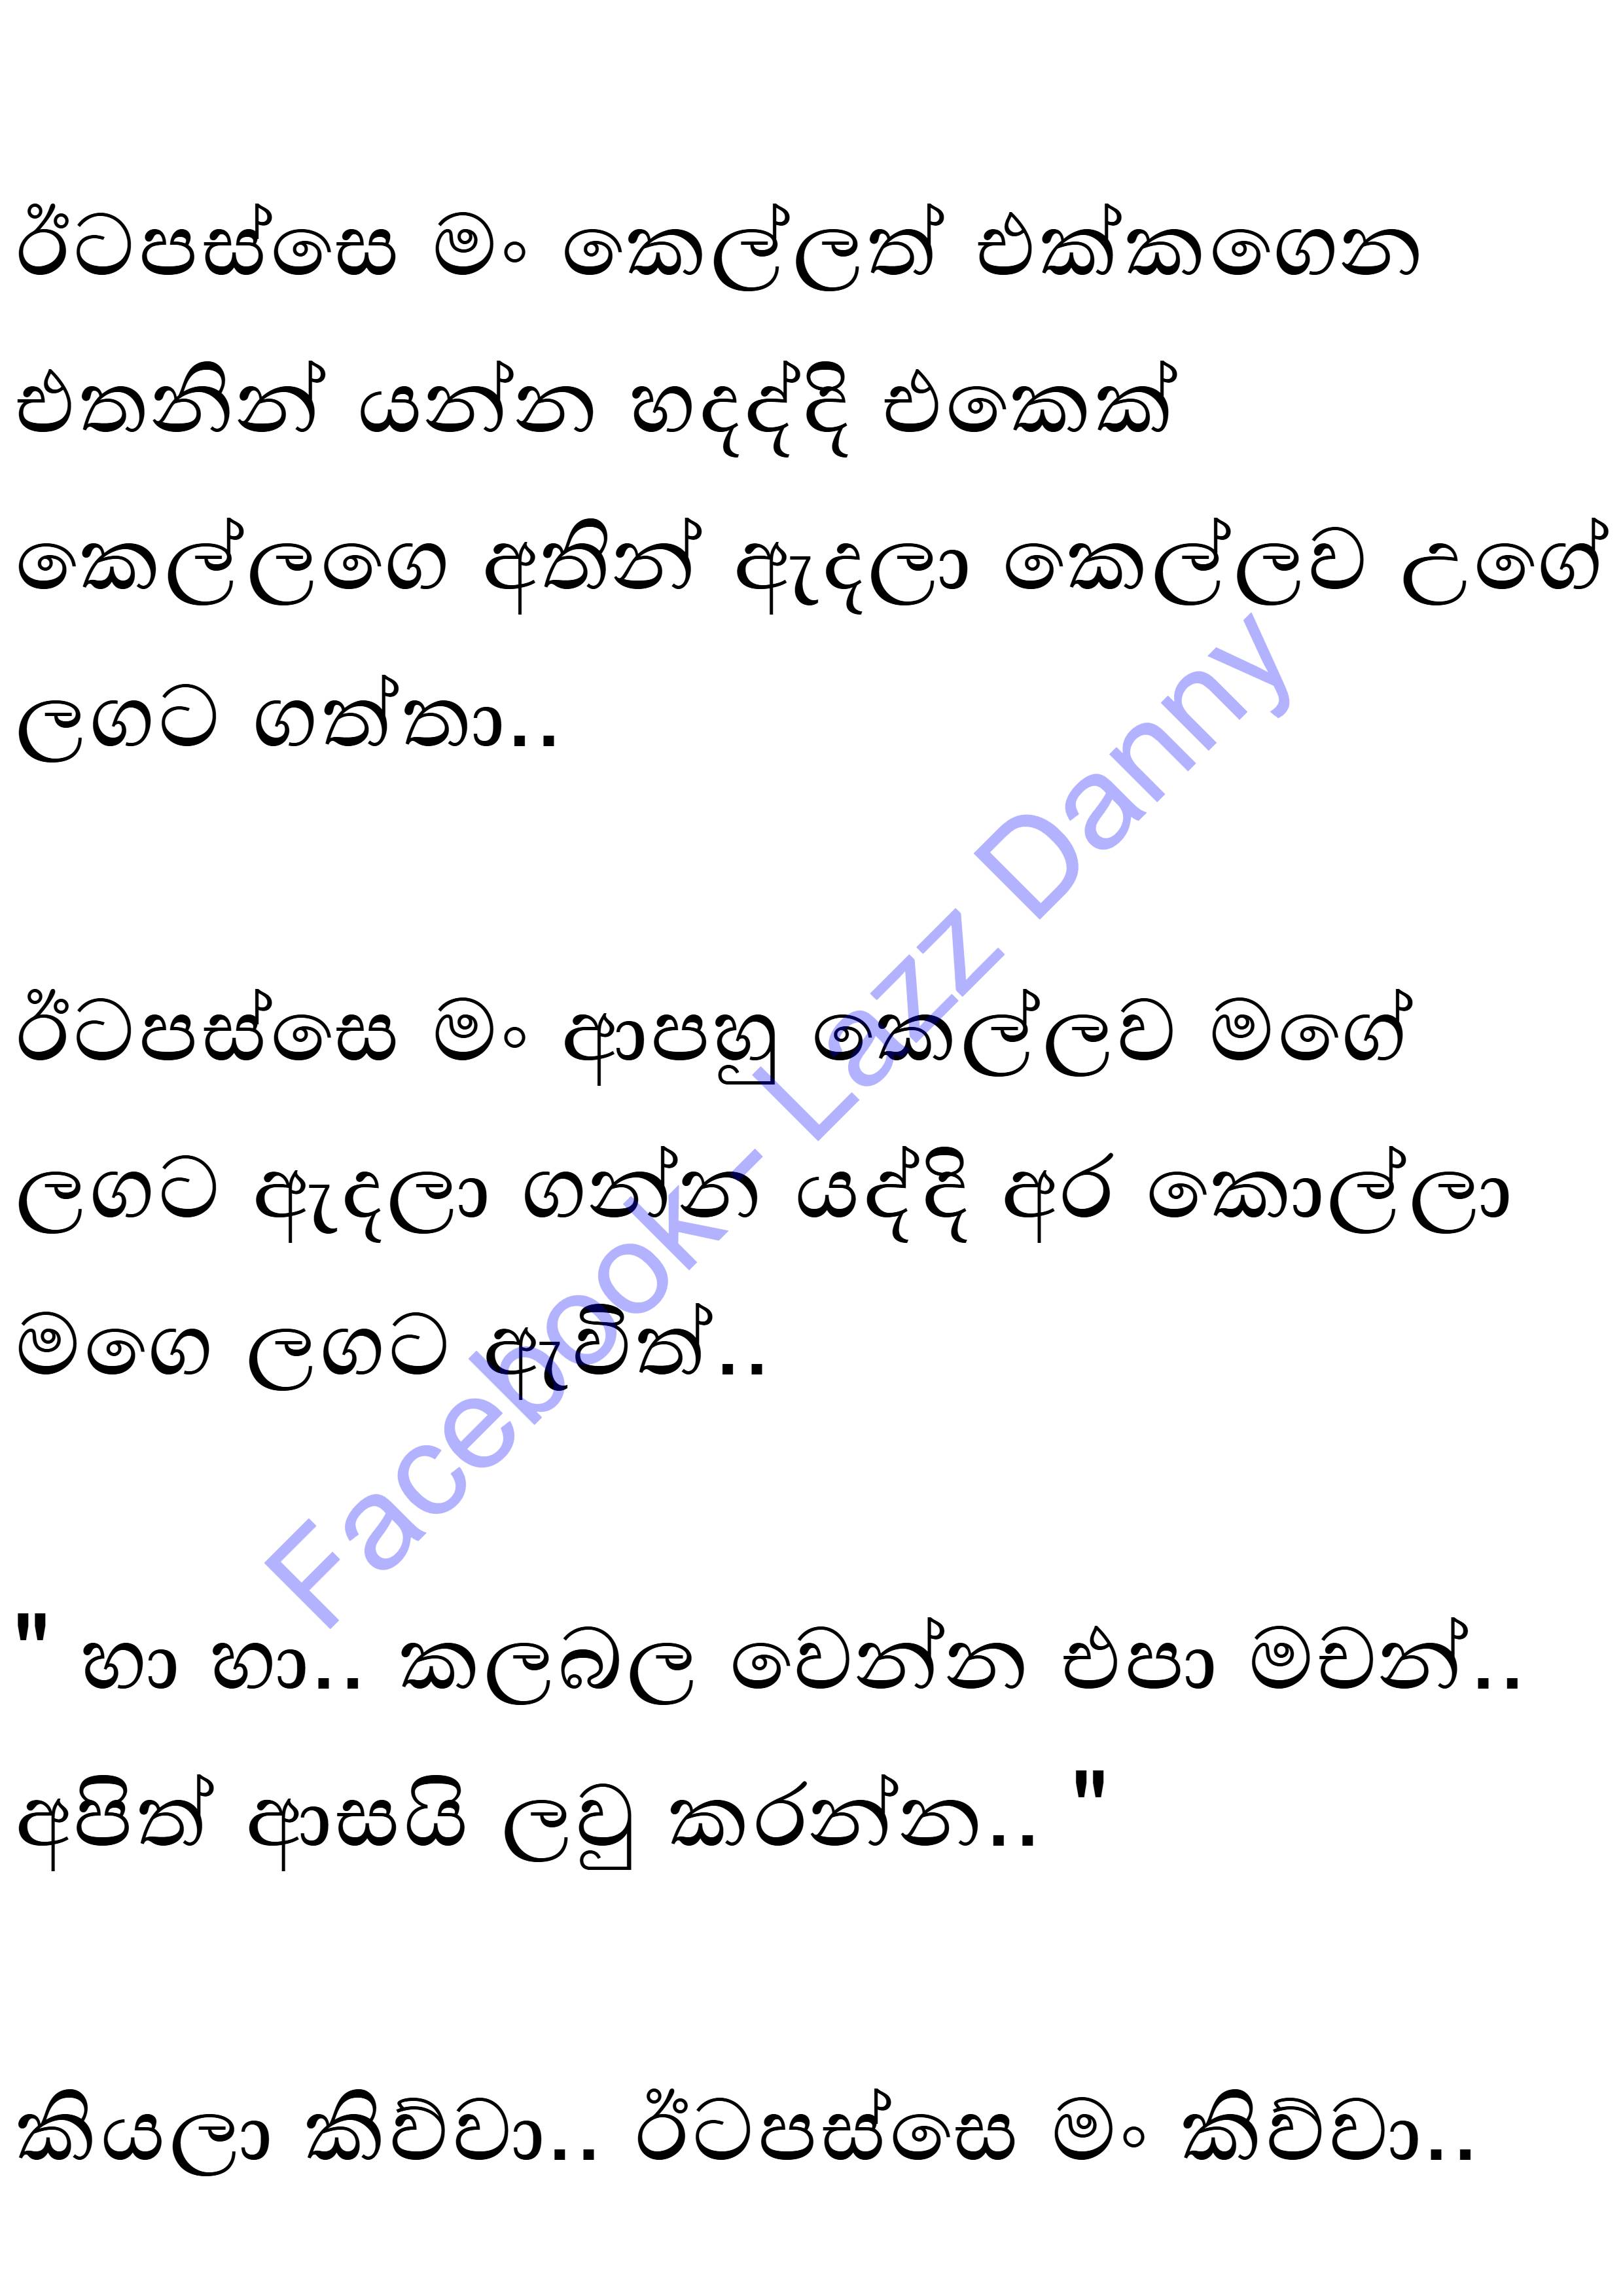 ඊටපස්සෙ මං කෙල්ලත් එක්කගෙන
එතනින් යන්න හදද්දි එකෙක්
කෙල්ලගෙ අතින් ඇදලා කෙල්ලව උගේ
ලගට ගත්තා..
ඊටපස්සෙ මං ආපහු කෙල්ලව මගේ
ලගට ඇදලා ගන්න යද්දි අර කොල්ලා
මගෙ ලගට ඇවිත්..
" හා හා.. කලබල වෙන්න එපා මචන්..
අපිත් ආසයි ලවු කරන්න.. "
කියලා කිව්වා.. ඊටපස්සෙ මං කිව්වා..
Facebook- Lazz Danny